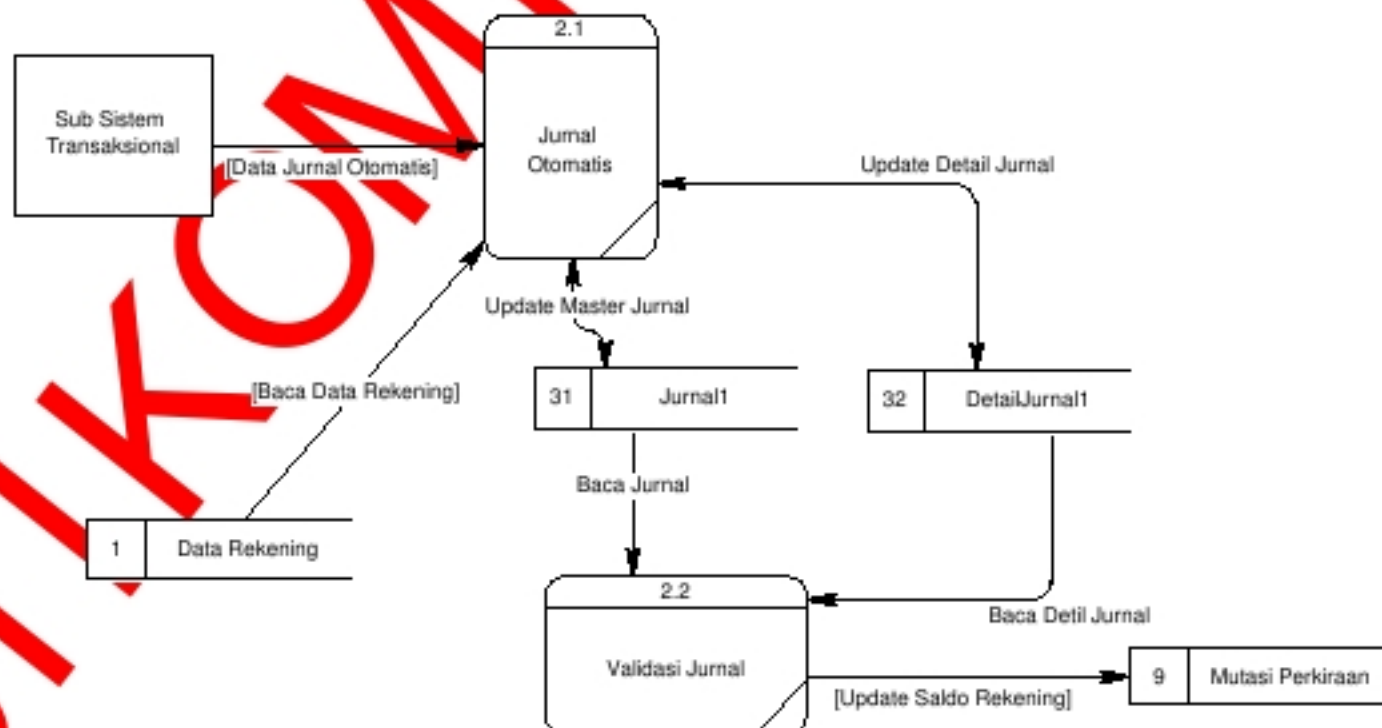 2.1
Sub Sistem
Transaksional
[Data Jurnal Otomatis]
Jurnal
Otomatis
Update Detail Jurnal
Update Master Jurnal
[Baca Data Rekening]
31 Jurnal1
32 DetailJurnal1
Baca Jurnal
1 Data Rekening
2.2
Baca Detil Jurnal
Validasi Jurnal
9 Mutasi Perkiraan
[Update Saldo Rekening]
IKOM